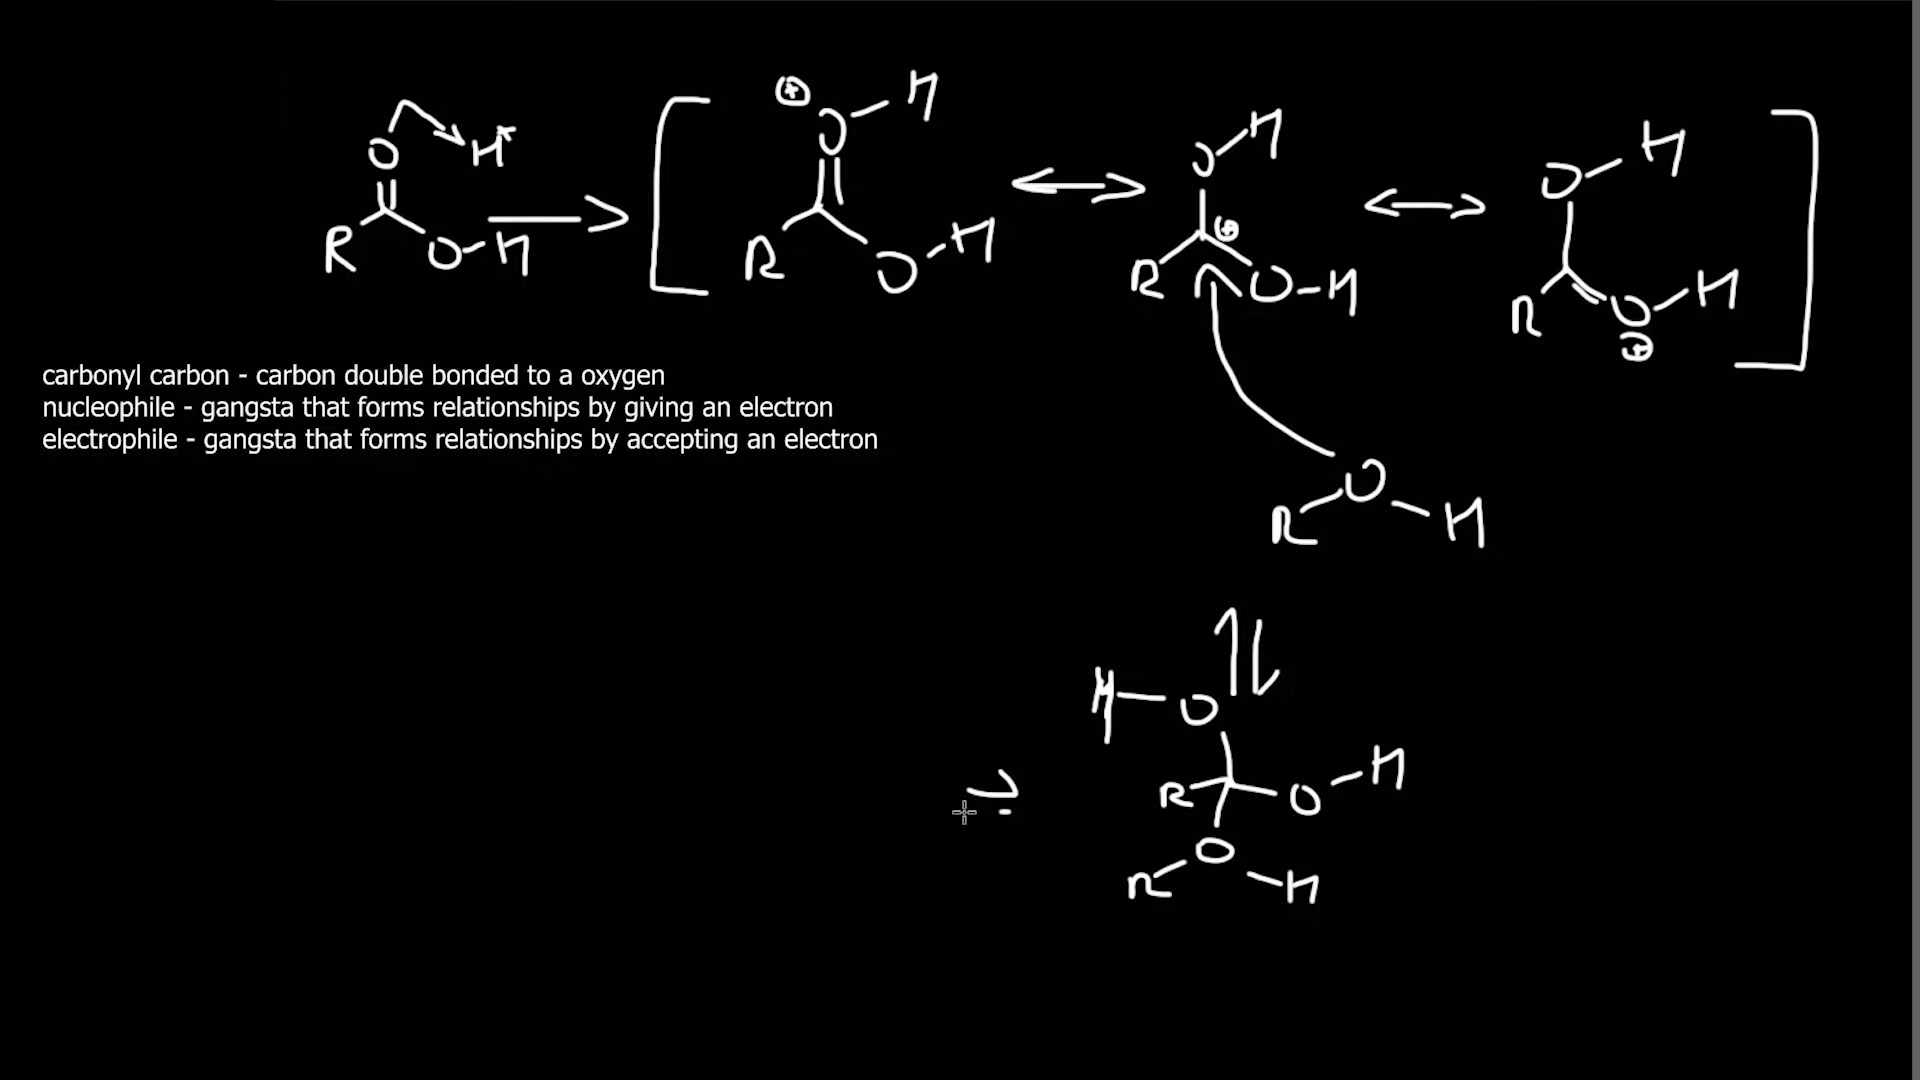 O H+ R O-H
⊕ O-H R O-H
O-H ⊕ R O-H
O-H R O-H ⊕
carbonyl carbon - carbon double bonded to a oxygen
nucleophile - gangsta that forms relationships by giving an electron
electrophile - gangsta that forms relationships by accepting an electron
R O-H
H-O
R O-H
O
R H